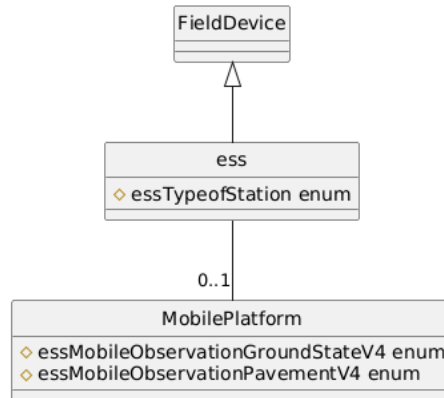 FieldDevice
ess
essTypeofStation enum
0..1
MobilePlatform
essMobileObservationGroundStateV4 enum
essMobileObservationPavementV4 enum